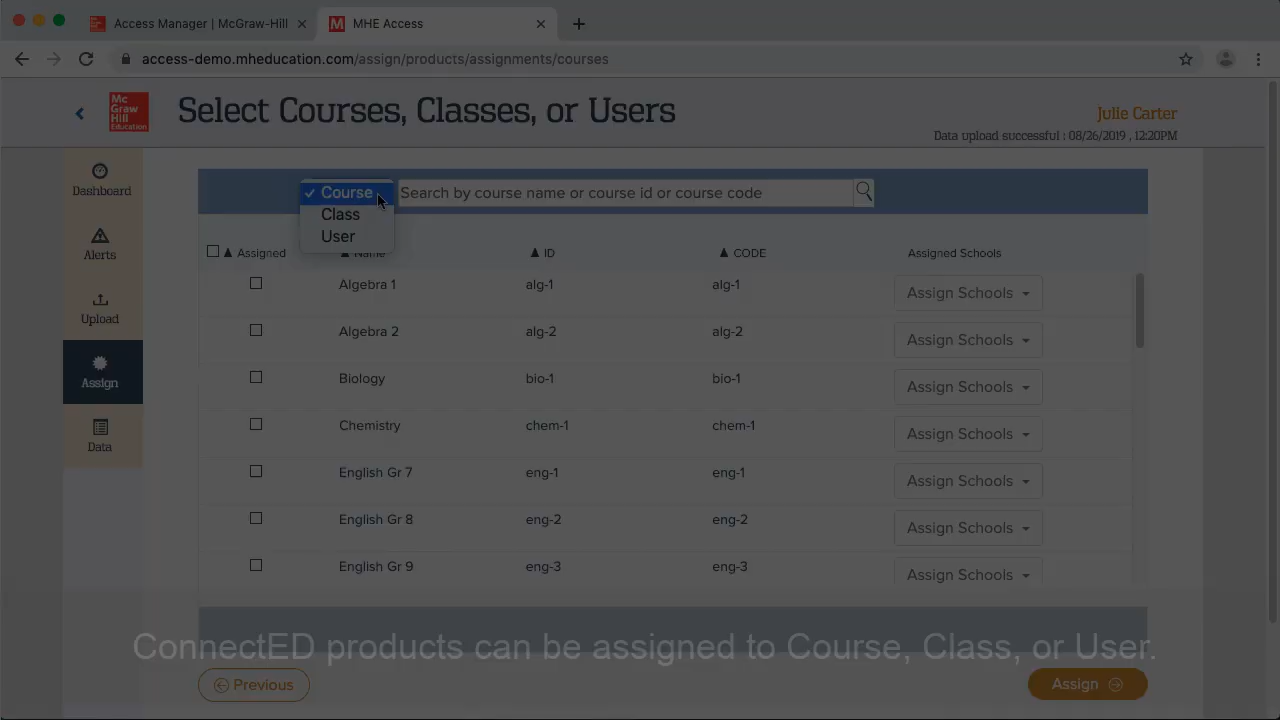 Access Manager | McGraw-Hill
MHE Access
access-demo.mheducation.com/assign/products/assignments/courses
Mc
Graw
Hill
Education
Select Courses, Classes, or Users
Julie Carter
Data upload successful : 08/26/2019 , 12:20PM
Dashboard
Alerts
Upload
Assign
Data
Course
Class
User
Search by course name or course id or course code
Assigned Name ID CODE Assigned Schools
Algebra 1 alg-1 alg-1 Assign Schools
Algebra 2 alg-2 alg-2 Assign Schools
Biology bio-1 bio-1 Assign Schools
Chemistry chem-1 chem-1 Assign Schools
English Gr 7 eng-1 eng-1 Assign Schools
English Gr 8 eng-2 eng-2 Assign Schools
English Gr 9 eng-3 eng-3 Assign Schools
ConnectED products can be assigned to Course, Class, or User.
Previous
Assign